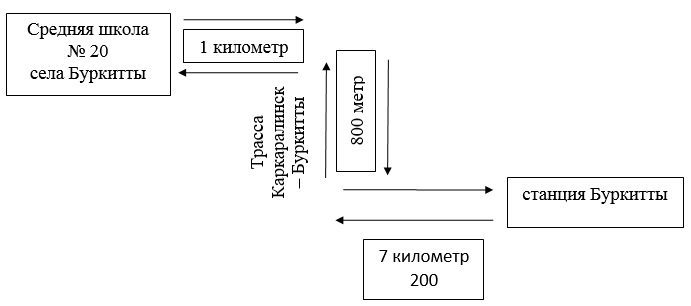 Средняя школа
№ 20
села Буркитты
1 километр
Трасса
Каркаралинск
– Буркитты
800 метр
станция Буркитты
7 километр
200